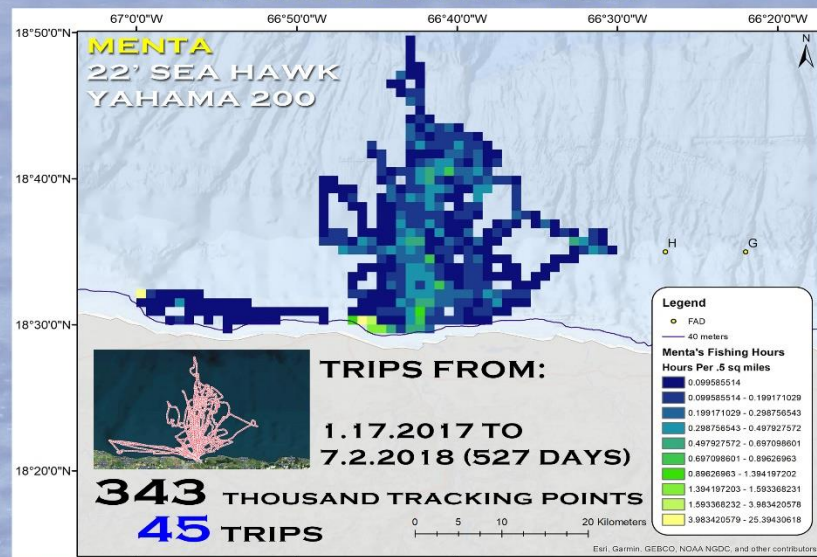 67°0'0"W 66°50'0"W 66°40'0"W 66°30'0"W 66°20'0"W
18°50'0"N
18°40'0"N
18°30'0"N
18°20'0"N
MENTA
22' SEA HAWK
YAHAMA 200
N
H
G
TRIPS FROM:
1.17.2017 TO
7.2.2018 (527 DAYS)
343 THOUSAND TRACKING POINTS
45 TRIPS
0 5 10 20 Kilometers
Legend
FAD
40 meters
Menta's Fishing Hours
Hours Per .5 sq miles
0.099585514
0.099585514 - 0.199171029
0.199171029 - 0.298756543
0.298756543 - 0.497927572
0.497927572 - 0.697098601
0.697098601 - 0.89626963
0.89626963 - 1.394197202
1.394197203 - 1.593368231
1.593368232 - 3.983420578
3.983420579 - 25.39430618
Esri, Garmin, GEBCO, NOAA NGDC, and other contributors